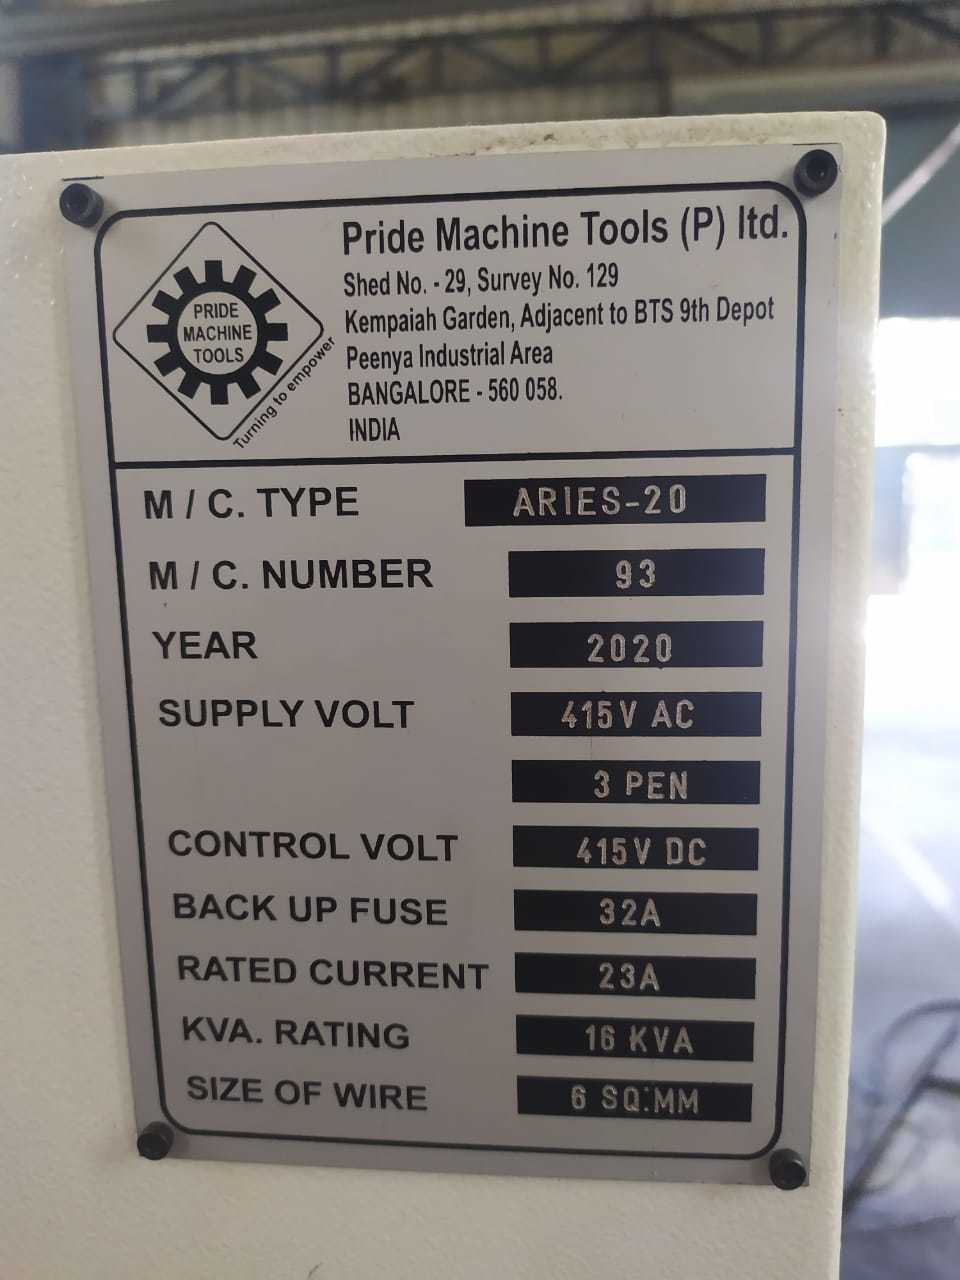 PRIDE
MACHINE
TOOLS
Turning to empower
Pride Machine Tools (P) ltd.
Shed No. - 29, Survey No. 129
Kempaiah Garden, Adjacent to BTS 9th Depot
Peenya Industrial Area
BANGALORE - 560 058.
INDIA
M / C. TYPE ARIES-20
M / C. NUMBER 93
YEAR 2020
SUPPLY VOLT 415V AC
3 PEN
CONTROL VOLT 415V DC
BACK UP FUSE 32A
RATED CURRENT 23A
KVA. RATING 16 KVA
SIZE OF WIRE 6 SQ:MM